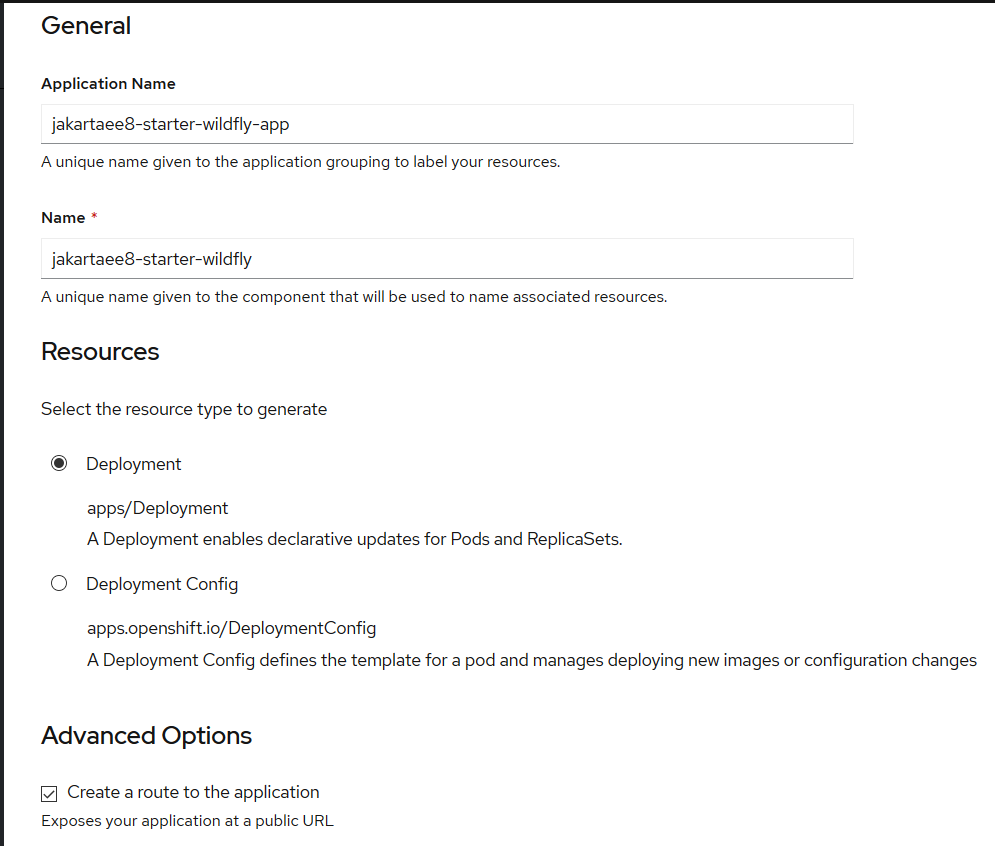 General
Application Name
jakartaee8-starter-wildfly-app
A unique name given to the application grouping to label your resources.
Name *
jakartaee8-starter-wildfly
A unique name given to the component that will be used to name associated resources.
Resources
Select the resource type to generate
Deployment
apps/Deployment
A Deployment enables declarative updates for Pods and ReplicaSets.
Deployment Config
apps.openshift.io/DeploymentConfig
A Deployment Config defines the template for a pod and manages deploying new images or configuration changes
Advanced Options
Create a route to the application
Exposes your application at a public URL